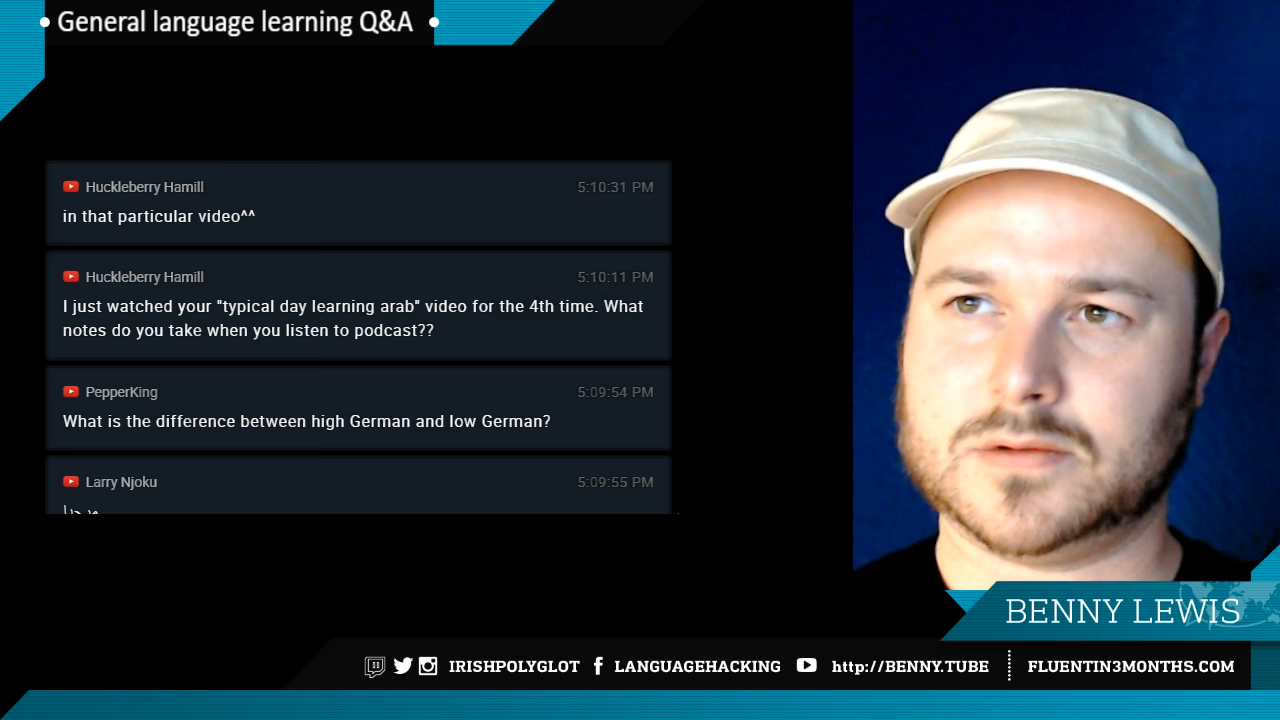 General language learning Q&A
Huckleberry Hamill 5:10:31 PM
in that particular video^^
Huckleberry Hamill 5:10:11 PM
I just watched your "typical day learning arab" video for the 4th time. What
notes do you take when you listen to podcast??
PepperKing 5:09:54 PM
What is the difference between high German and low German?
Larry Njoku 5:09:55 PM
BENNY LEWIS
IRISHPOLYGLOT LANGUAGEHACKING http://BENNY.TUBE FLUENTIN3MONTHS.COM